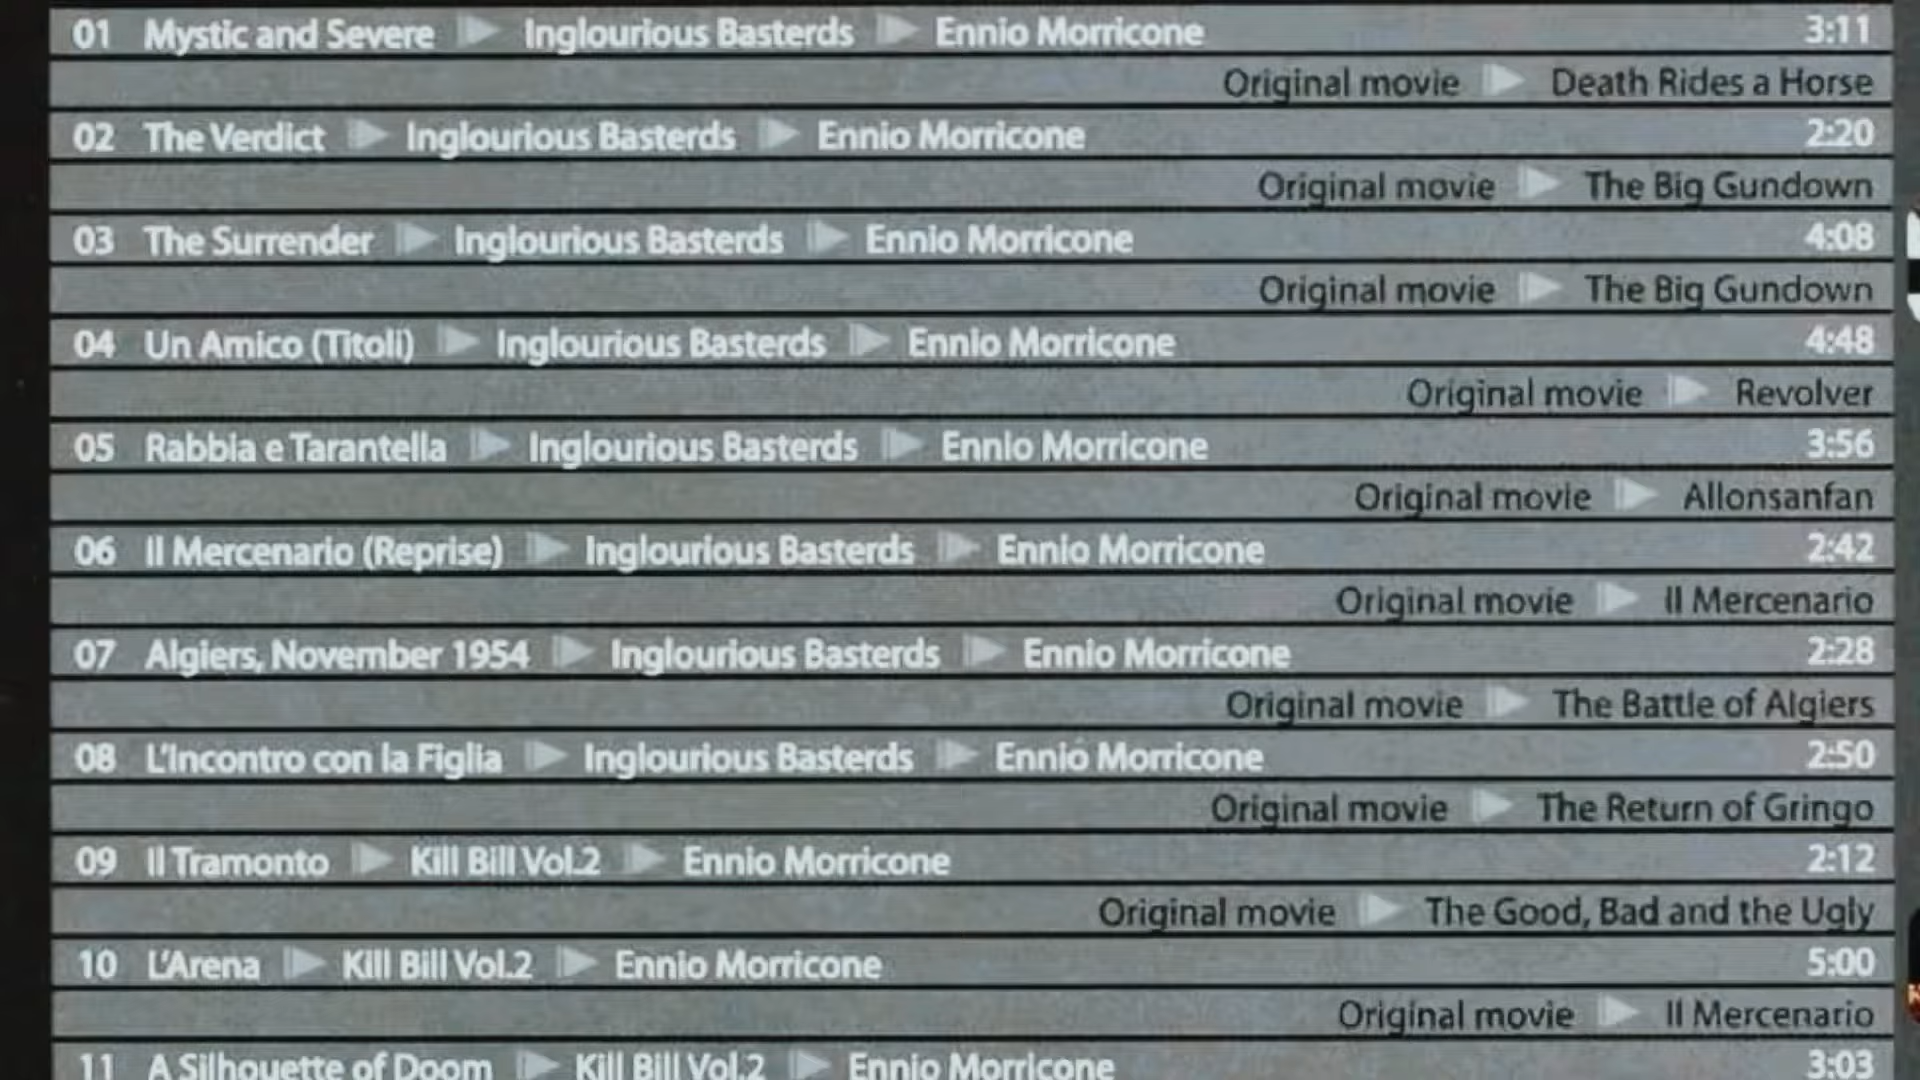 01 Mystic and Severe Inglourious Basterds Ennio Morricone 3:11
Original movie Death Rides a Horse
02 The Verdict Inglourious Basterds Ennio Morricone 2:20
Original movie The Big Gundown
03 The Surrender Inglourious Basterds Ennio Morricone 4:08
Original movie The Big Gundown
04 Un Amico (Titoli) Inglourious Basterds Ennio Morricone 4:48
Original movie Revolver
05 Rabbia e Tarantella Inglourious Basterds Ennio Morricone 3:56
Original movie Allonsanfan
06 Il Mercenario (Reprise) Inglourious Basterds Ennio Morricone 2:42
Original movie Il Mercenario
07 Algiers, November 1954 Inglourious Basterds Ennio Morricone 2:28
Original movie The Battle of Algiers
08 L'Incontro con la Figlia Inglourious Basterds Ennio Morricone 2:50
Original movie The Return of Gringo
09 Il Tramonto Kill Bill Vol.2 Ennio Morricone 2:12
Original movie The Good, Bad and the Ugly
10 L'Arena Kill Bill Vol.2 Ennio Morricone 5:00
Original movie Il Mercenario
11 A Silhouette of Doom Kill Bill Vol.2 Ennio Morricone 3:03